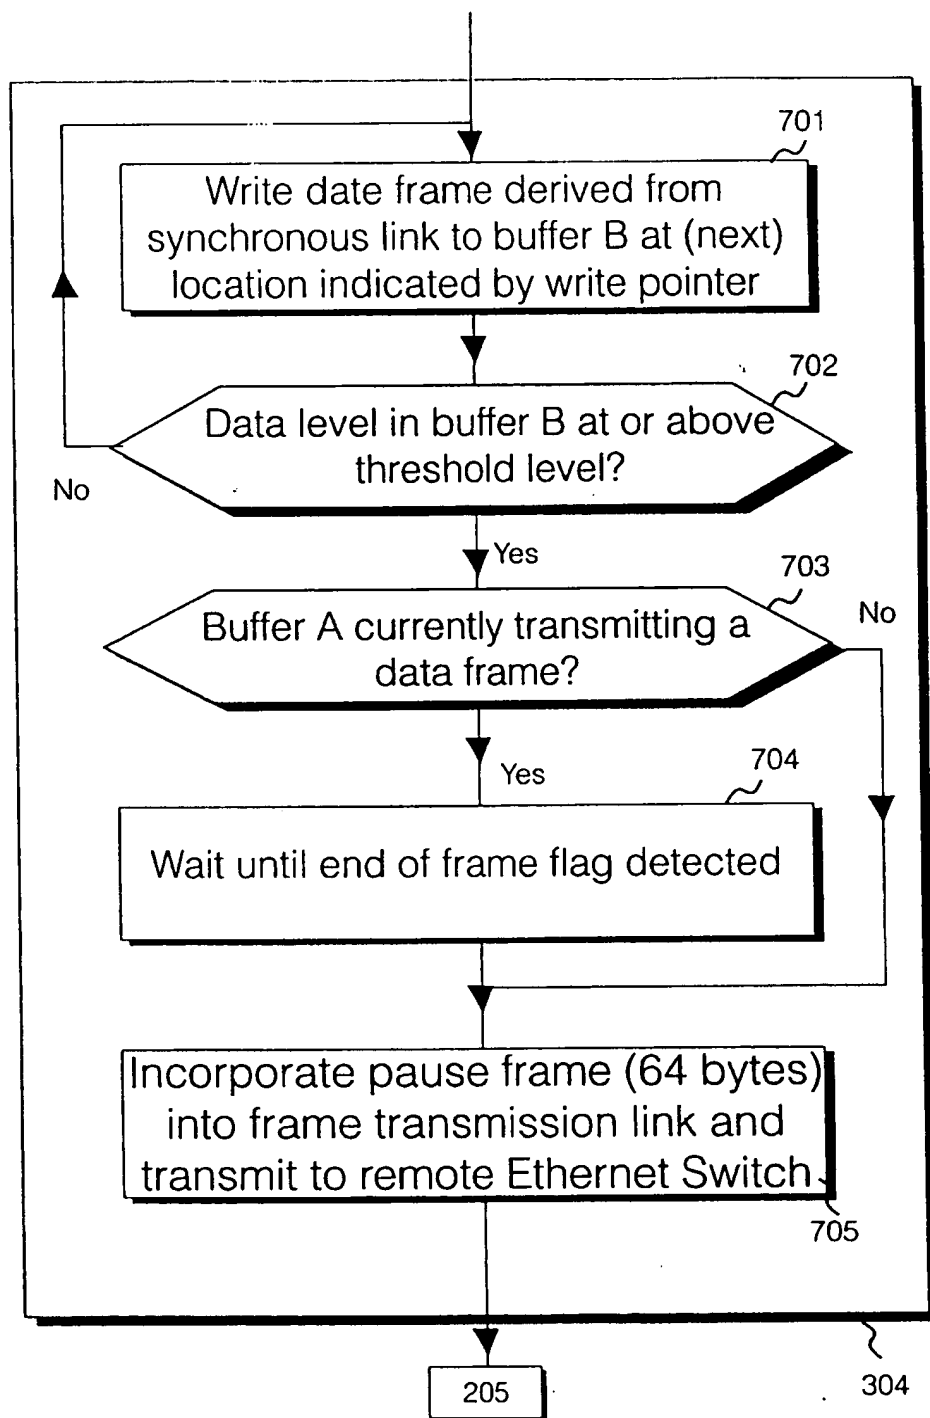 701
Write date frame derived from
synchronous link to buffer B at (next)
location indicated by write pointer
702
Data level in buffer B at or above
threshold level?
No
Yes
703
No
Buffer A currently transmitting a
data frame?
Yes
704
Wait until end of frame flag detected
Incorporate pause frame (64 bytes)
into frame transmission link and
transmit to remote Ethernet Switch
705
205
304